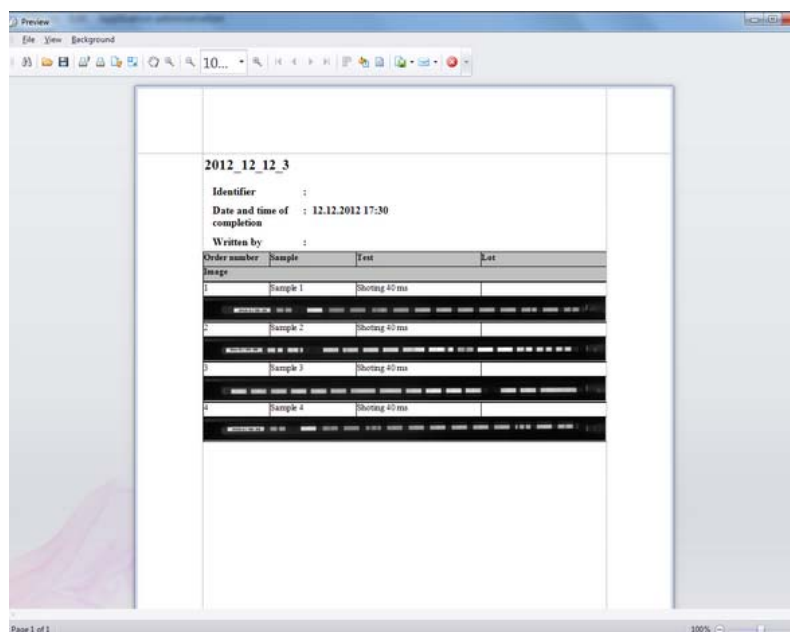 Preview
File View Background
10...
2012_12_12_3
Identifier :
Date and time of : 12.12.2012 17:30
completion
Written by :
Order number Sample Test Lot
Image
1 Sample 1 Shoting 40 ms
2 Sample 2 Shoting 40 ms
3 Sample 3 Shoting 40 ms
4 Sample 4 Shoting 40 ms
Page 1 of 1 100%